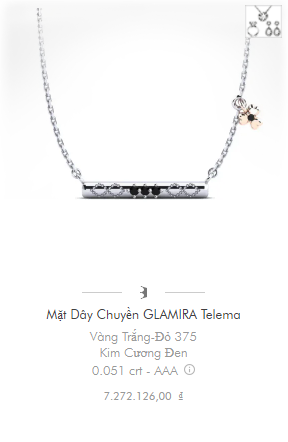 Mặt Dây Chuyền GLAMIRA Telema
Vàng Trắng-Đỏ 375
Kim Cương Đen
0.051 crt - AAA ⓘ
7.272.126,00 ₫